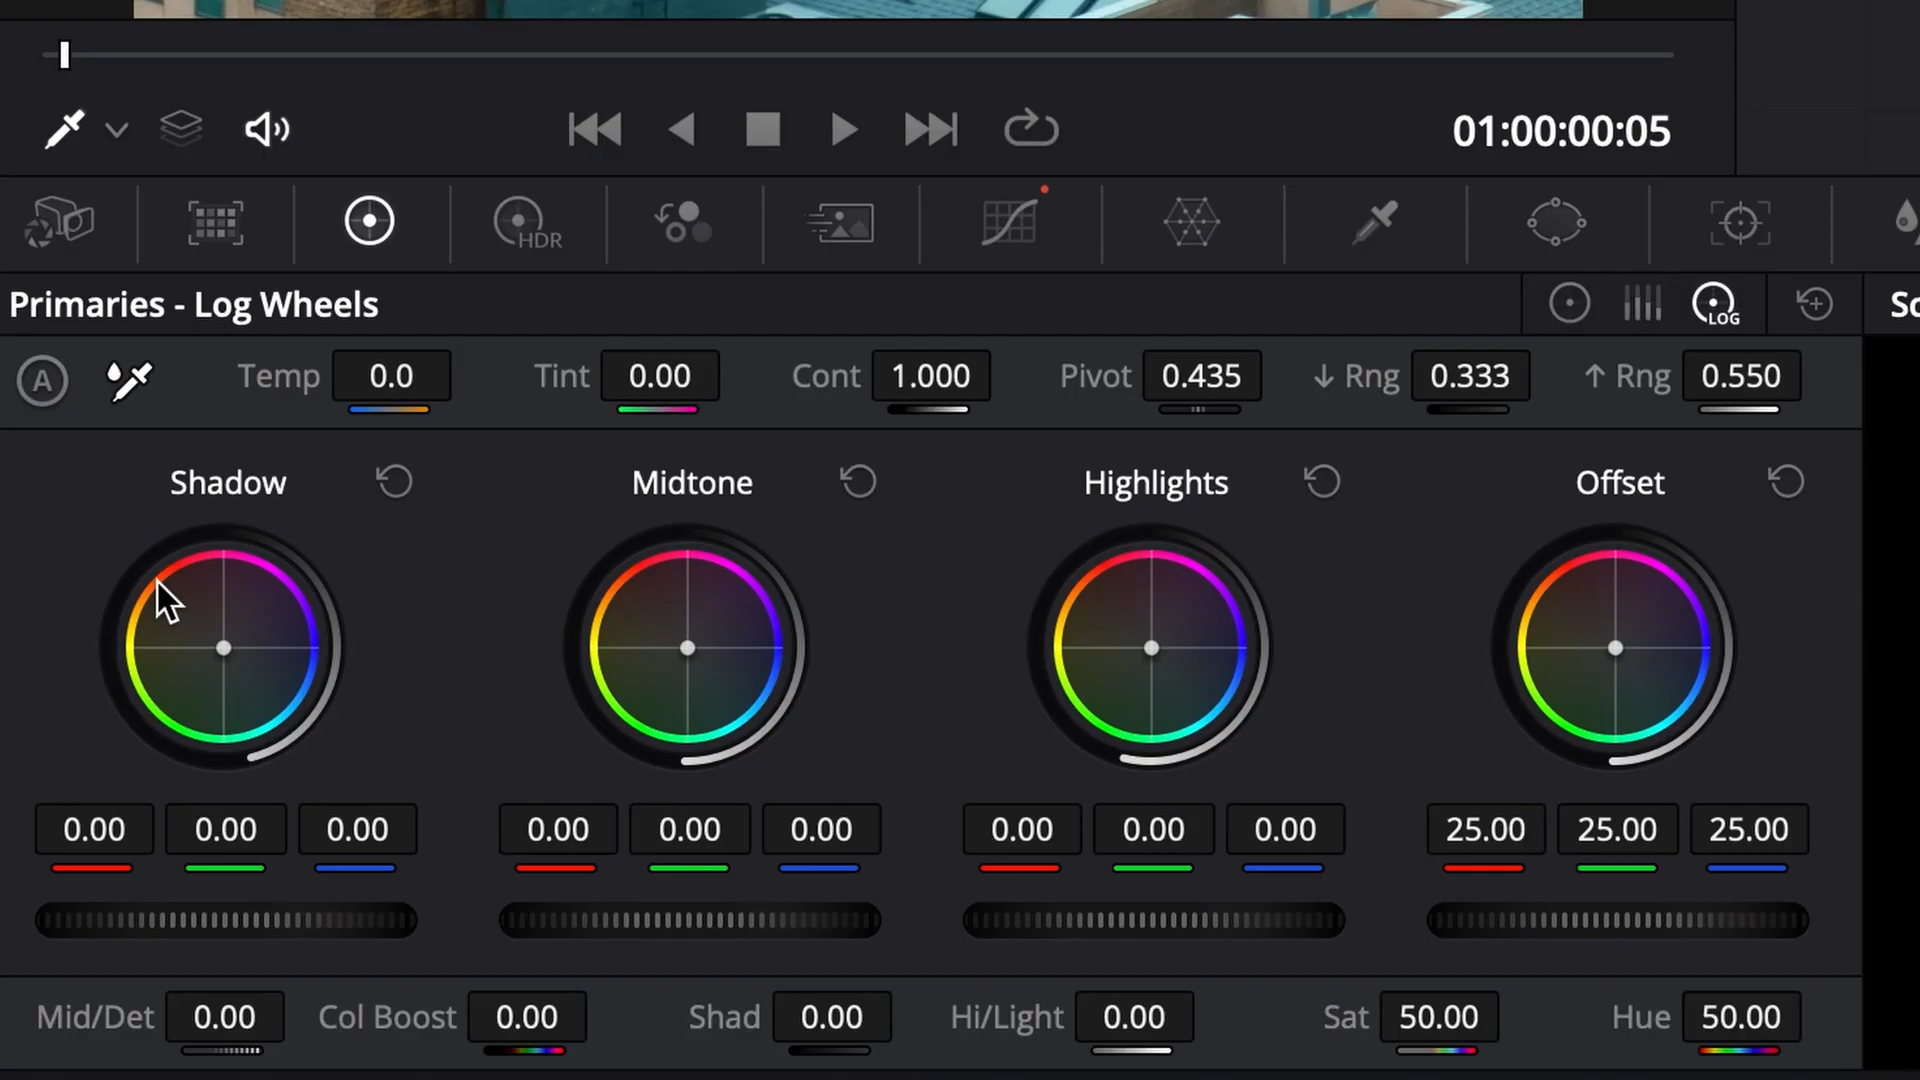 01:00:00:05
HDR
Primaries - Log Wheels
LOG
A
Temp 0.0 Tint 0.00 Cont 1.000 Pivot 0.435 ↓ Rng 0.333 ↑ Rng 0.550
Shadow Midtone Highlights Offset
0.00 0.00 0.00 0.00 0.00 0.00 0.00 0.00 0.00 25.00 25.00 25.00
Mid/Det 0.00 Col Boost 0.00 Shad 0.00 Hi/Light 0.00 Sat 50.00 Hue 50.00